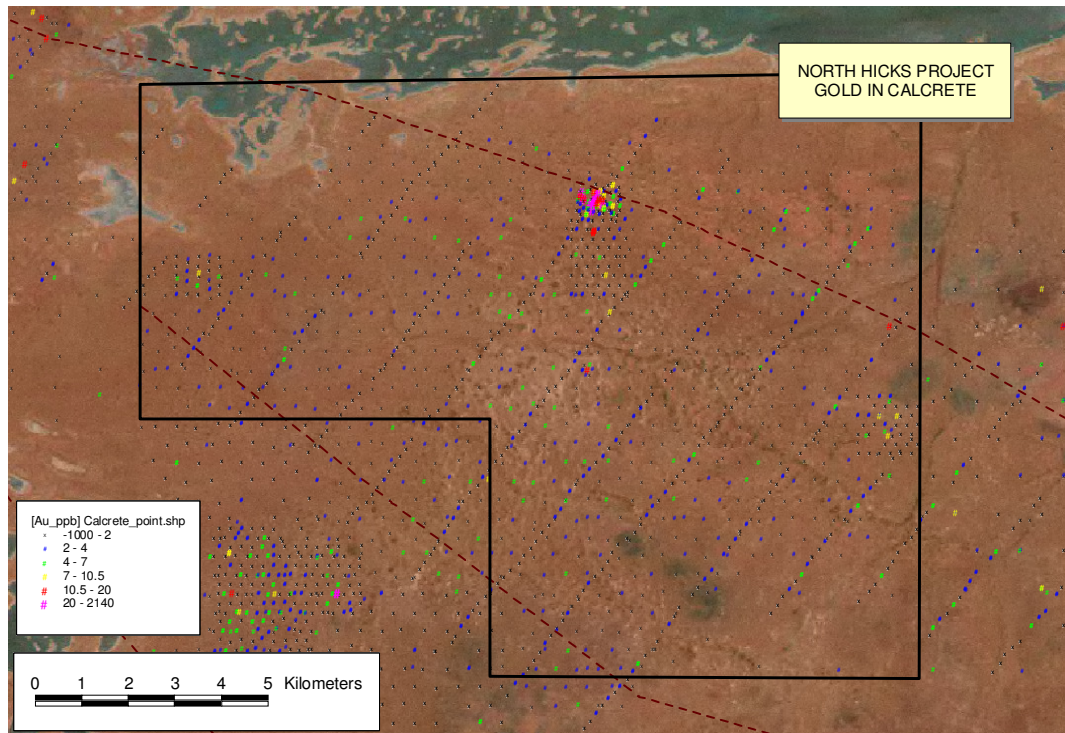 NORTH HICKS PROJECT
GOLD IN CALCRETE
[Au_ppb] Calcrete_point.shp
-1000 - 2
2 - 4
4 - 7
7 - 10.5
10.5 - 20
20 - 2140
0 1 2 3 4 5 Kilometers